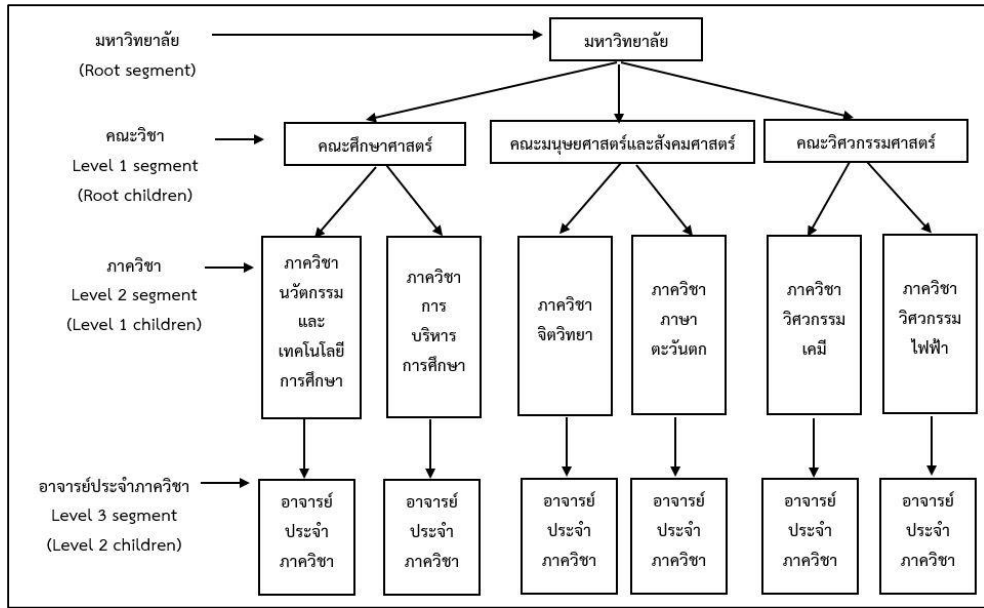 มหาวิทยาลัย
(Root segment)
มหาวิทยาลัย
คณะวิชา
Level 1 segment
(Root children)
คณะศึกษาศาสตร์
คณะมนุษยศาสตร์และสังคมศาสตร์
คณะวิศวกรรมศาสตร์
ภาควิชา
Level 2 segment
(Level 1 children)
ภาควิชา
นวัตกรรม
และ
เทคโนโลยี
การศึกษา
ภาควิชา
การ
บริหาร
การศึกษา
ภาควิชา
จิตวิทยา
ภาควิชา
ภาษา
ตะวันตก
ภาควิชา
วิศวกรรม
เคมี
ภาควิชา
วิศวกรรม
ไฟฟ้า
อาจารย์ประจำภาควิชา
Level 3 segment
(Level 2 children)
อาจารย์
ประจำ
ภาควิชา
อาจารย์
ประจำ
ภาควิชา
อาจารย์
ประจำ
ภาควิชา
อาจารย์
ประจำ
ภาควิชา
อาจารย์
ประจำ
ภาควิชา
อาจารย์
ประจำ
ภาควิชา